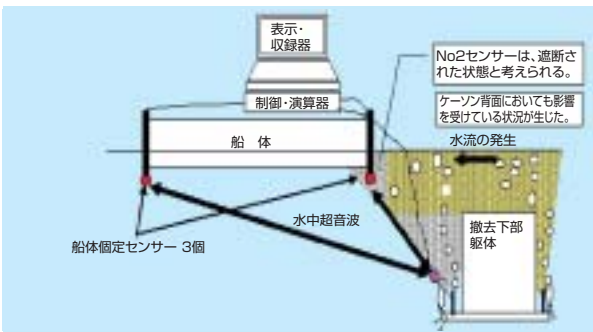 表示・
収録器
No2センサーは、遮断さ
れた状態と考えられる。
制御・演算器
ケーソン背面においても影響
を受けている状況が生じた。
船 体
水流の発生
水中超音波
撤去下部
躯体
船体個定センサー 3個